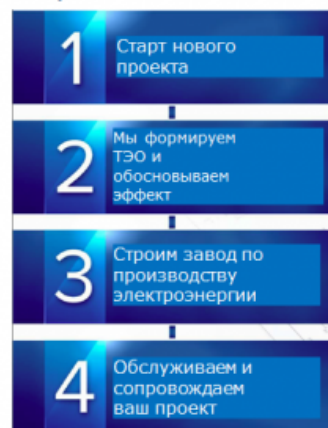 1
Старт нового
проекта
2
Мы формируем
ТЭО и
обосновываем
эффект
3
Строим завод по
производству
электроэнергии
4
Обслуживаем и
сопровождаем
ваш проект